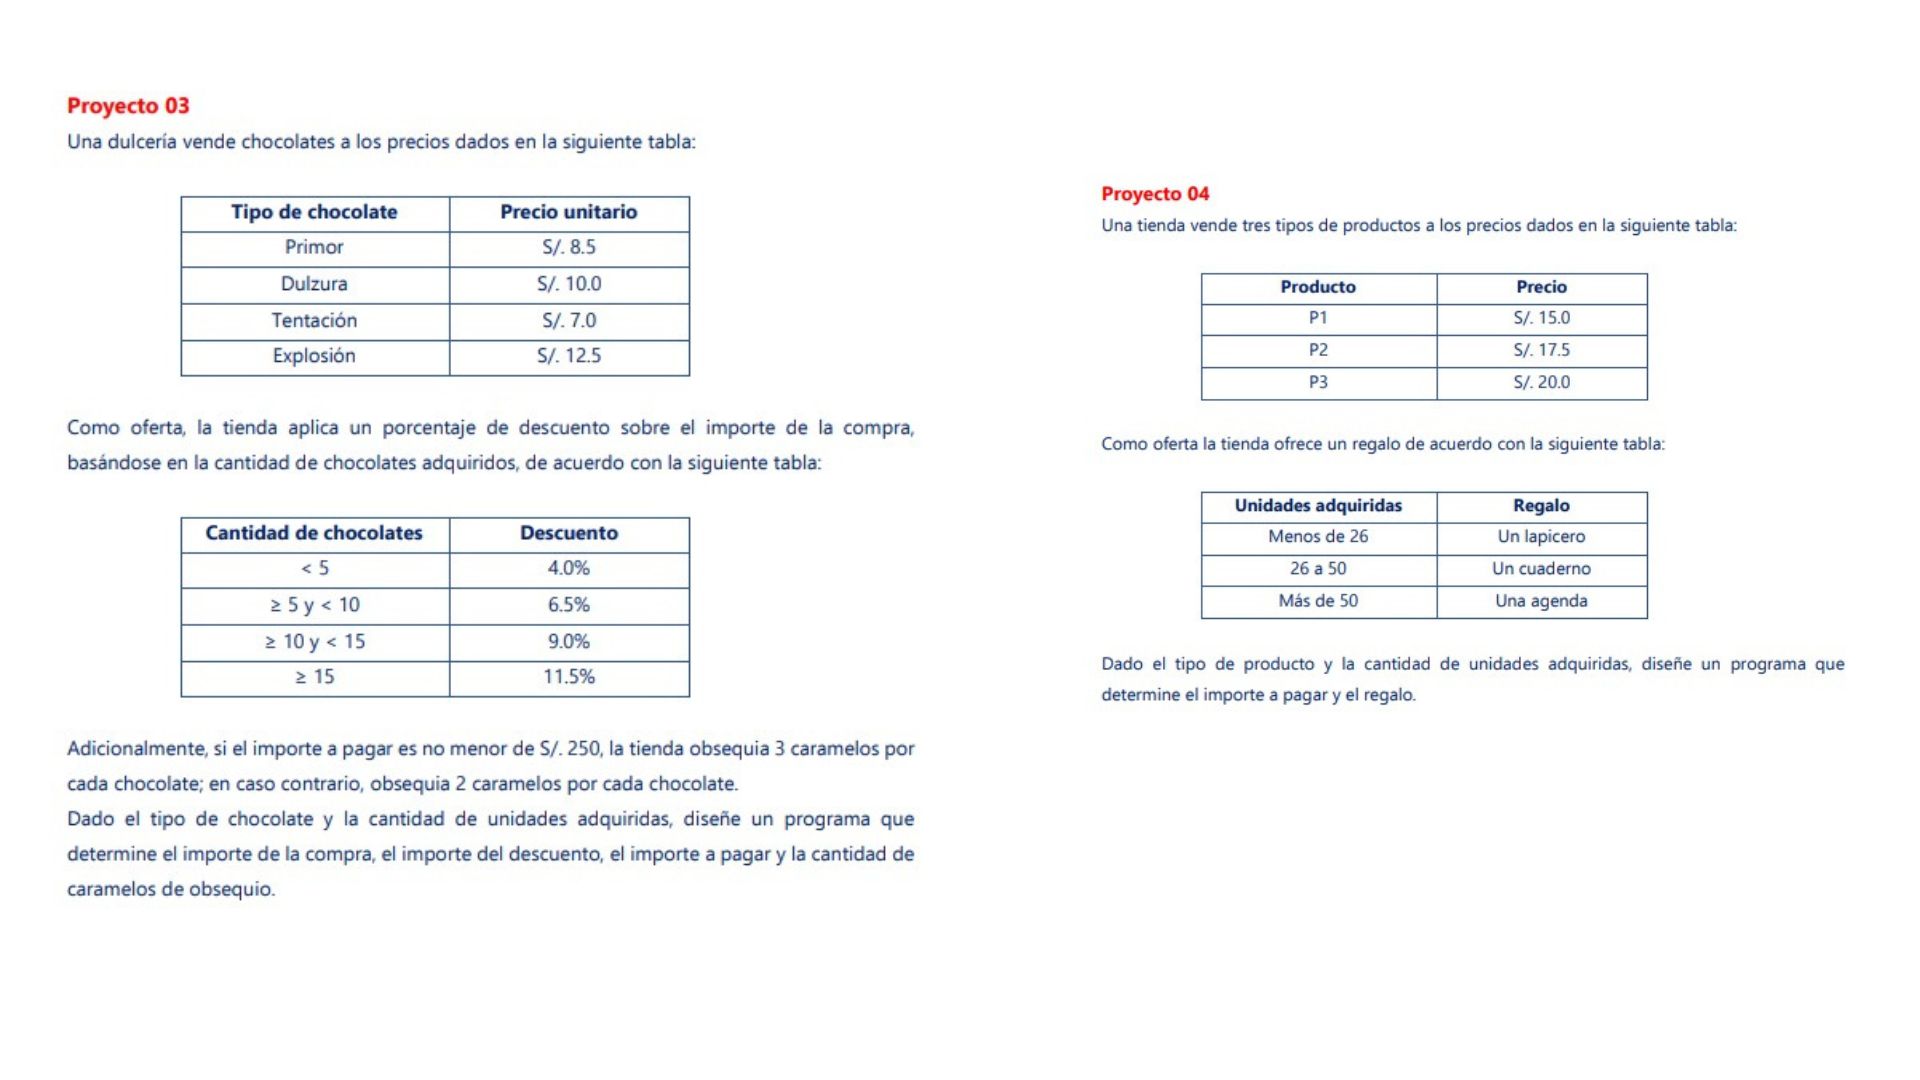 Proyecto 03
Una dulcería vende chocolates a los precios dados en la siguiente tabla:
Tipo de chocolate Precio unitario
Primor S/. 8.5
Dulzura S/. 10.0
Tentación S/. 7.0
Explosión S/. 12.5
Como oferta, la tienda aplica un porcentaje de descuento sobre el importe de la compra,
basándose en la cantidad de chocolates adquiridos, de acuerdo con la siguiente tabla:
Cantidad de chocolates Descuento
< 5 4.0%
≥ 5 y < 10 6.5%
≥ 10 y < 15 9.0%
≥ 15 11.5%
Adicionalmente, si el importe a pagar es no menor de S/. 250, la tienda obsequia 3 caramelos por
cada chocolate; en caso contrario, obsequia 2 caramelos por cada chocolate.
Dado el tipo de chocolate y la cantidad de unidades adquiridas, diseñe un programa que
determine el importe de la compra, el importe del descuento, el importe a pagar y la cantidad de
caramelos de obsequio.
Proyecto 04
Una tienda vende tres tipos de productos a los precios dados en la siguiente tabla:
Producto Precio
P1 S/. 15.0
P2 S/. 17.5
P3 S/. 20.0
Como oferta la tienda ofrece un regalo de acuerdo con la siguiente tabla:
Unidades adquiridas Regalo
Menos de 26 Un lapicero
26 a 50 Un cuaderno
Más de 50 Una agenda
Dado el tipo de producto y la cantidad de unidades adquiridas, diseñe un programa que
determine el importe a pagar y el regalo.